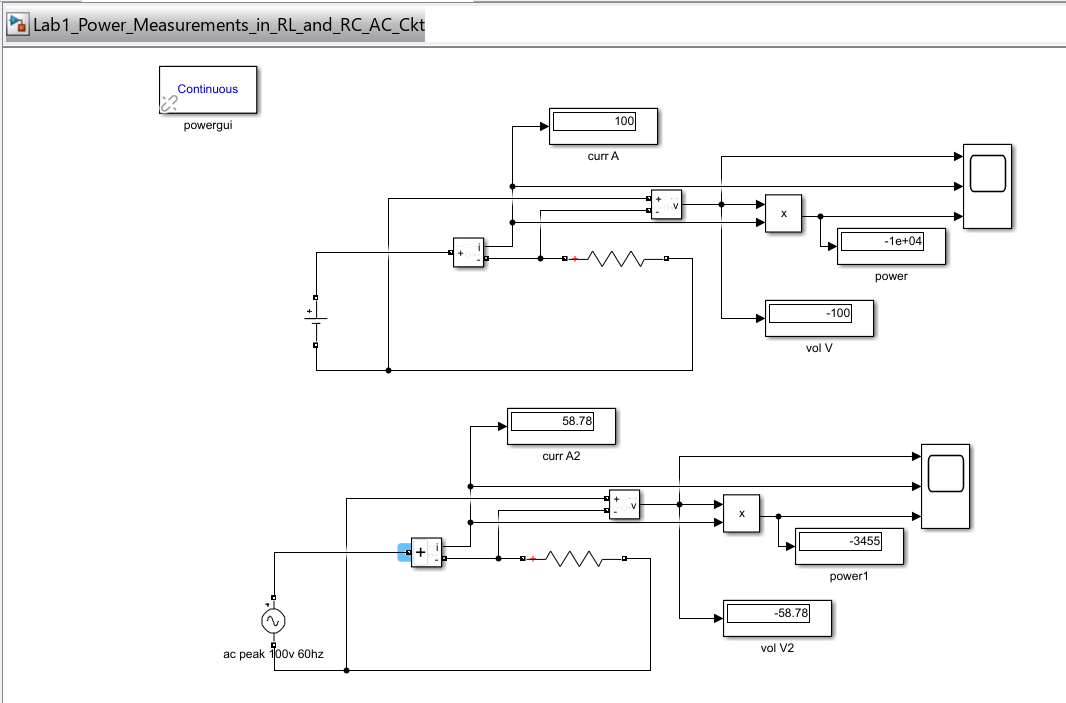 Lab1_Power_Measurements_in_RL_and_RC_AC_Ckt
Continuous
powergui
100
curr A
+
-
v
x
-1e+04
power
+
i
-
+
+
-100
vol V
58.78
curr A2
+
-
v
x
-3455
power1
+
i
-
+
-58.78
vol V2
ac peak 100v 60hz